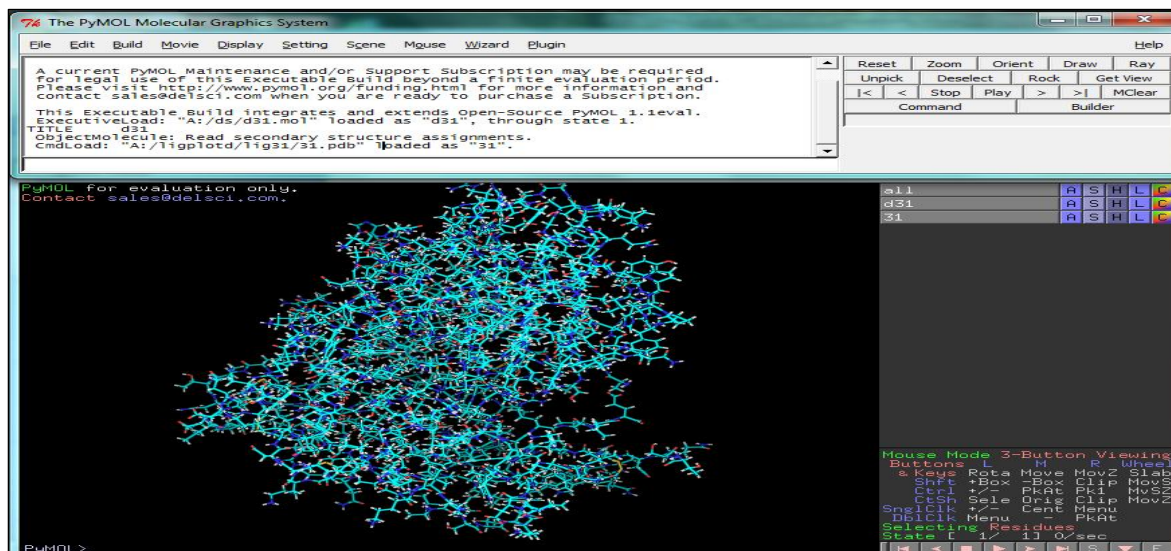 The PyMOL Molecular Graphics System
File Edit Build Movie Display Setting Scene Mouse Wizard Plugin Help
A current PyMOL Maintenance and/or Support Subscription may be required
for legal use of this Executable Build beyond a finite evaluation period.
Please visit http://www.pymol.org/funding.html for more information and
contact sales@delsci.com when you are ready to purchase a Subscription.
This Executable Build integrates and extends Open-Source PyMOL 1.1eval.
ExecutiveLoad: "A:/ds/d31.mol" loaded as "d31", through state 1.
TITLE d31
ObjectMolecule: Read secondary structure assignments.
CmdLoad: "A:/ligplotd/lig31/31.pdb" loaded as "31".
Reset Zoom Orient Draw Ray
Unpick Deselect Rock Get View
|< < Stop Play > >| MClear
Command Builder
PyMOL for evaluation only.
Contact sales@delsci.com.
all A S H L C
d31 A S H L C
31 A S H L C
Mouse Mode 3-Button Viewing
Buttons L M R Wheel
& Keys Rota Move MovZ Slab
Shft +Box -Box Clip MovS
Ctrl +/- PkAt Pk1 MvSZ
CtSh Sele Orig Clip MovZ
SnglClk +/- Cent Menu
DblClk Menu - PkAt
Selecting Residues
State [ 1/ 1] 0/sec
PyMOL>
S F